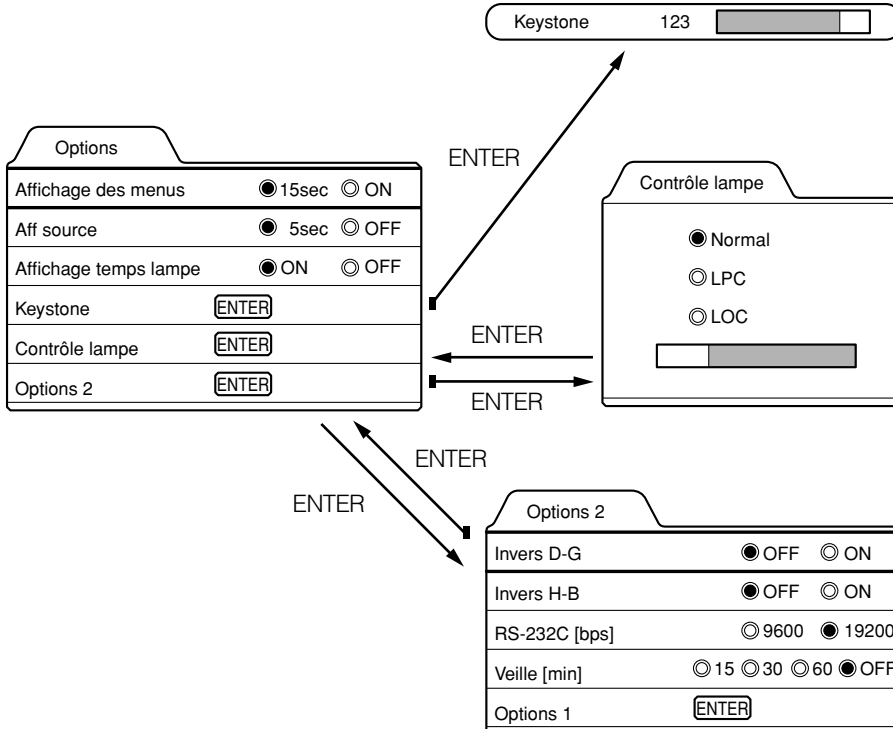 Keystone 123
ENTER
Options
Affichage des menus 15sec ON
Aff source 5sec OFF
Affichage temps lampe ON OFF
Keystone ENTER
Contrôle lampe ENTER
Options 2 ENTER
Contrôle lampe
Normal
LPC
LOC
ENTER
ENTER
ENTER
ENTER
Options 2
Invers D-G OFF ON
Invers H-B OFF ON
RS-232C [bps] 9600 19200
Veille [min] 15 30 60 OFF
Options 1 ENTER